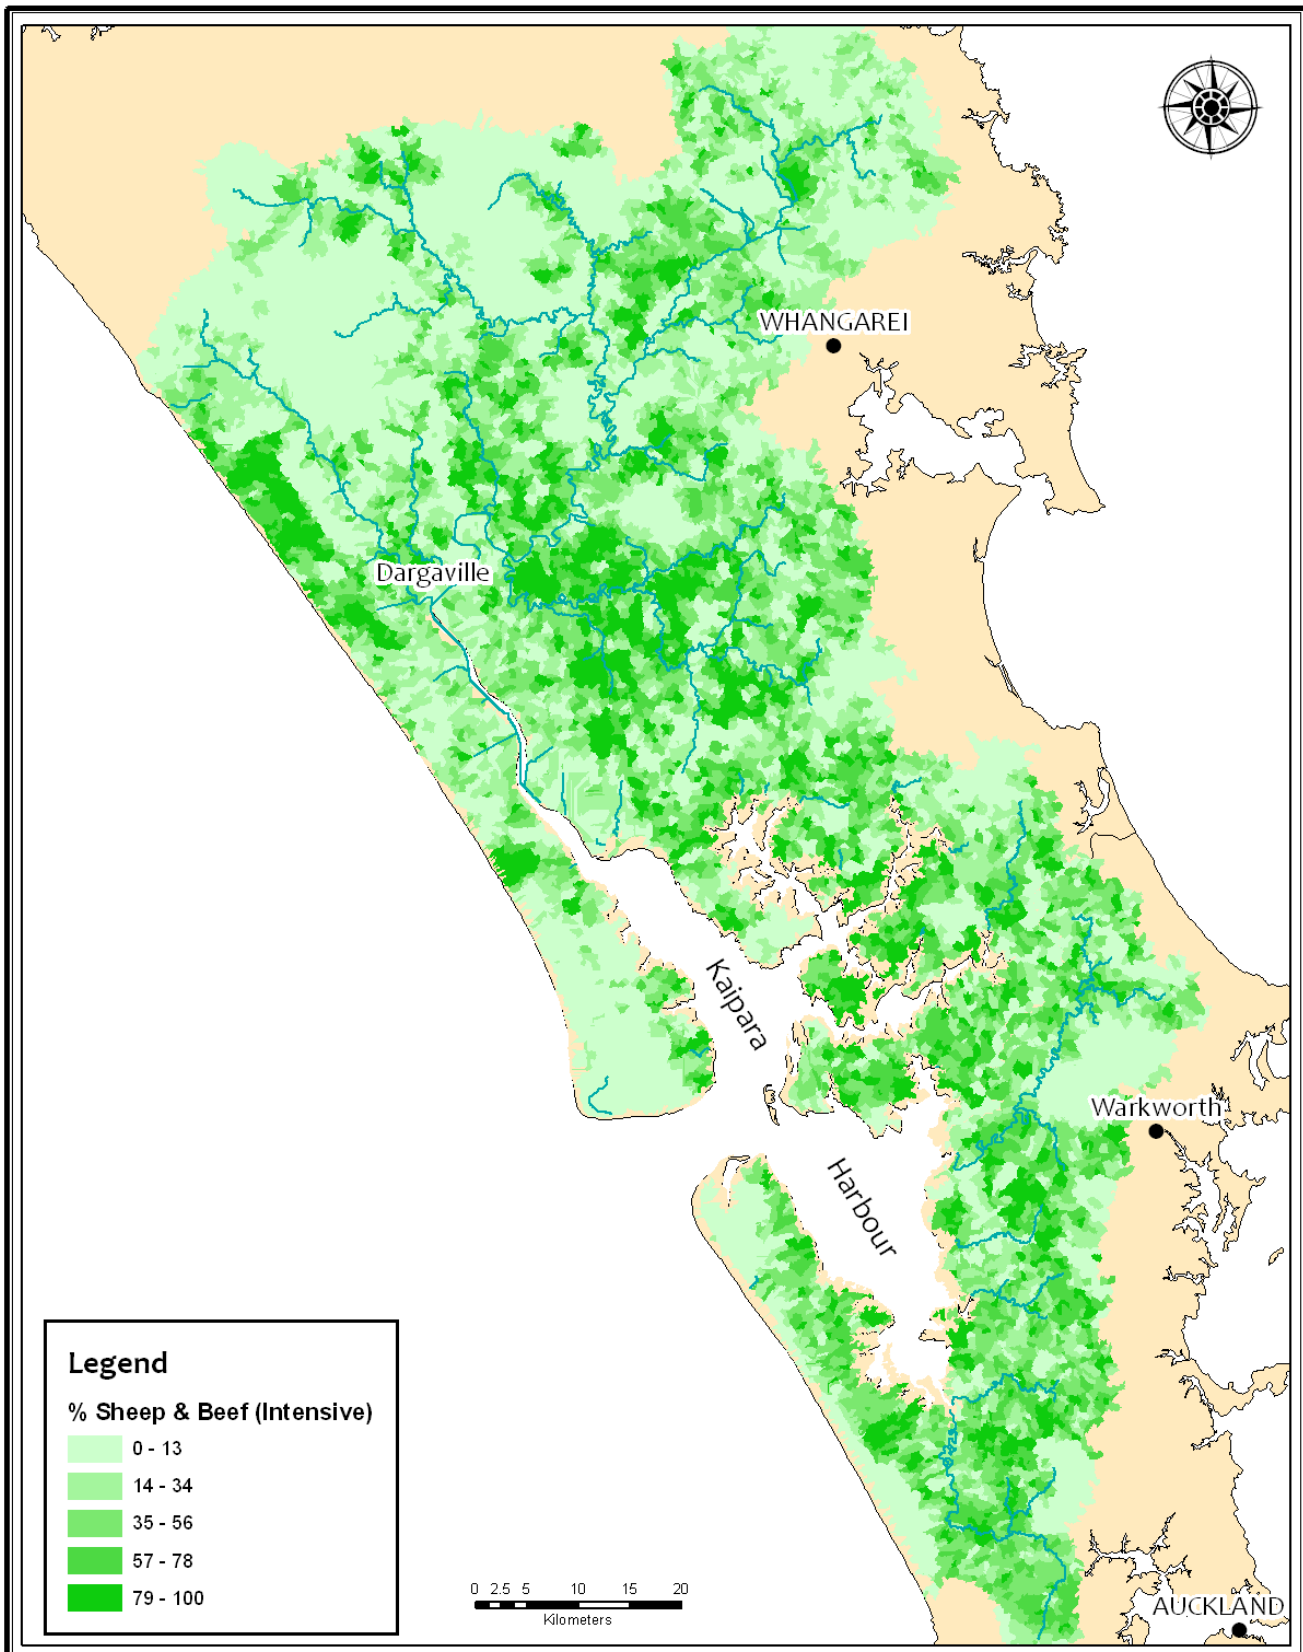 WHANGAREI
Dargaville
Kaipara
Warkworth
Harbour
Legend
% Sheep & Beef (Intensive)
0 - 13
14 - 34
35 - 56
57 - 78
79 - 100
0 2.5 5 10 15 20
Kilometers
AUCKLAND